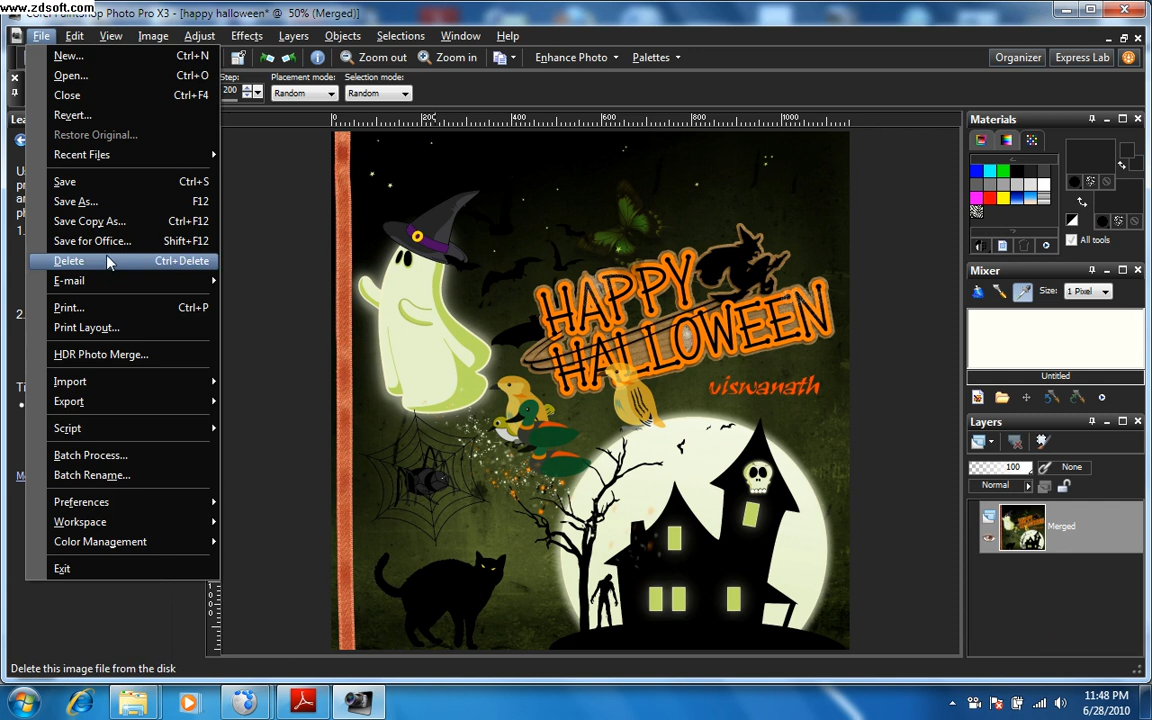 www.zdsoft.com
Corel PaintShop Photo Pro X3 - [happy halloween* @ 50% (Merged)]
File Edit View Image Adjust Effects Layers Objects Selections Window Help
Zoom out Zoom in Enhance Photo Palettes Organizer Express Lab
Step: Placement mode: Selection mode:
200 Random Random
New... Ctrl+N
Open... Ctrl+O
Close Ctrl+F4
Revert...
Restore Original...
Recent Files
Save Ctrl+S
Save As... F12
Save Copy As... Ctrl+F12
Save for Office... Shift+F12
Delete Ctrl+Delete
E-mail
Print... Ctrl+P
Print Layout...
HDR Photo Merge...
Import
Export
Script
Batch Process...
Batch Rename...
Preferences
Workspace
Color Management
Exit
1.
2.
HAPPY
HALLOWEEN
viswanath
Materials
All tools
Mixer
Size: 1 Pixel
Untitled
Layers
100 None
Normal
Merged
Delete this image file from the disk
11:48 PM
6/28/2010